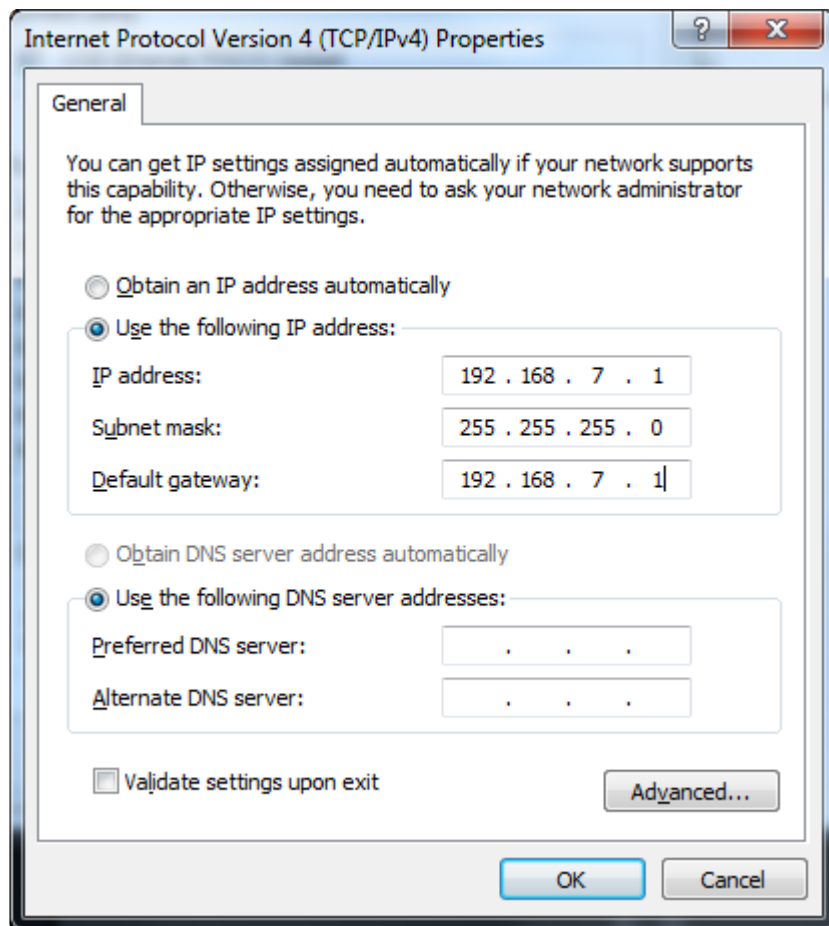 Internet Protocol Version 4 (TCP/IPv4) Properties
General
You can get IP settings assigned automatically if your network supports
this capability. Otherwise, you need to ask your network administrator
for the appropriate IP settings.
Obtain an IP address automatically
Use the following IP address:
IP address: 192 . 168 . 7 . 1
Subnet mask: 255 . 255 . 255 . 0
Default gateway: 192 . 168 . 7 . 1
Obtain DNS server address automatically
Use the following DNS server addresses:
Preferred DNS server: . . .
Alternate DNS server: . . .
Validate settings upon exit
Advanced...
OK Cancel